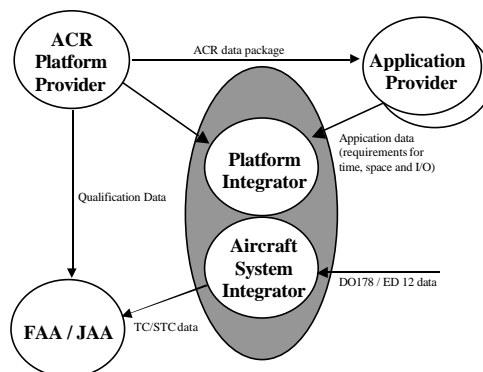 ACR
Platform
Provider
ACR data package
Application
Provider
Appication data
(requirements for
time, space and I/O)
Platform
Integrator
Qualification Data
Aircraft
System
Integrator
DO178 / ED 12 data
FAA / JAA
TC/STC data